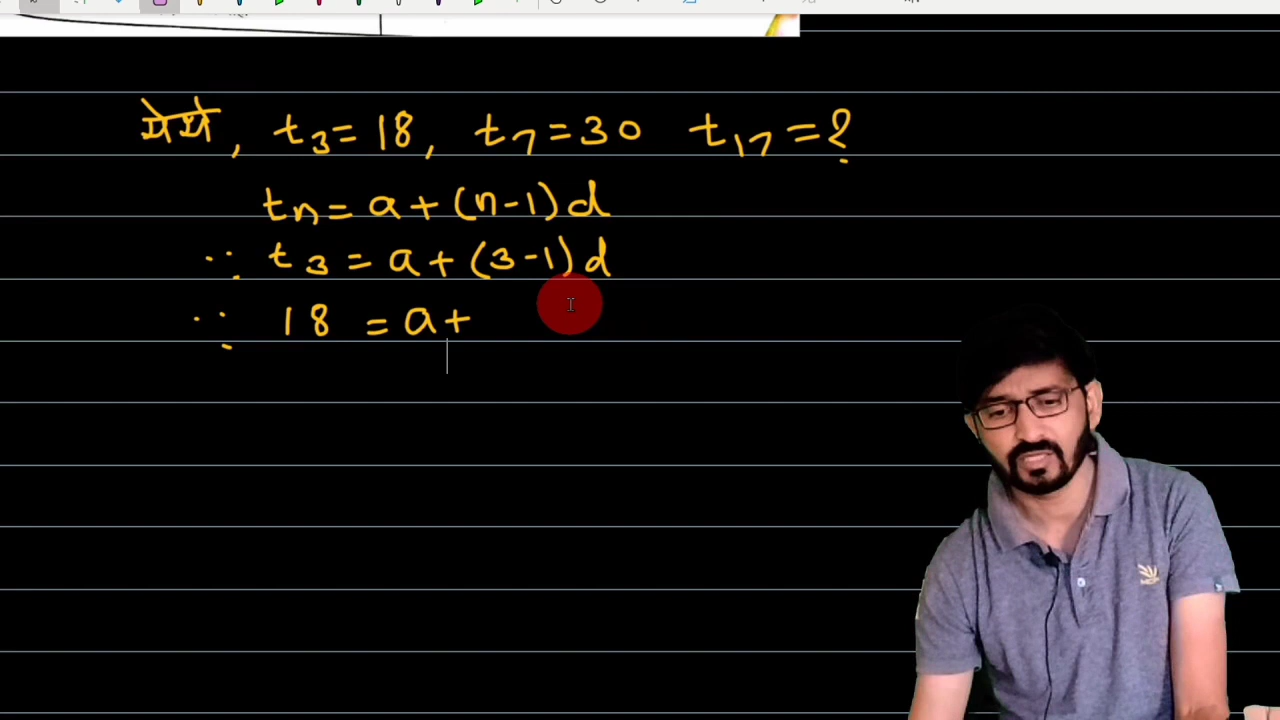 येथे, t₃ = 18, t₇ = 30 t₁₇ = ?
tn = a + (n-1)d
∵ t₃ = a + (3-1)d
∵ 18 = a +